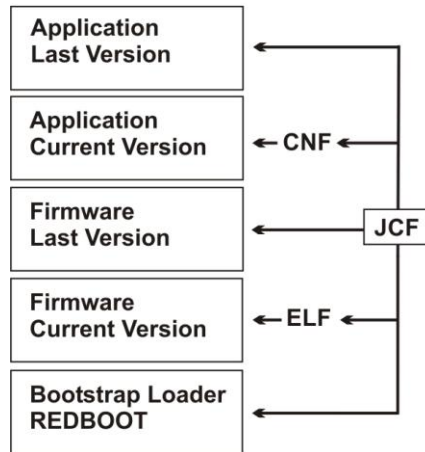 Application
Last Version
Application
Current Version
CNF
Firmware
Last Version
JCF
Firmware
Current Version
ELF
Bootstrap Loader
REDBOOT